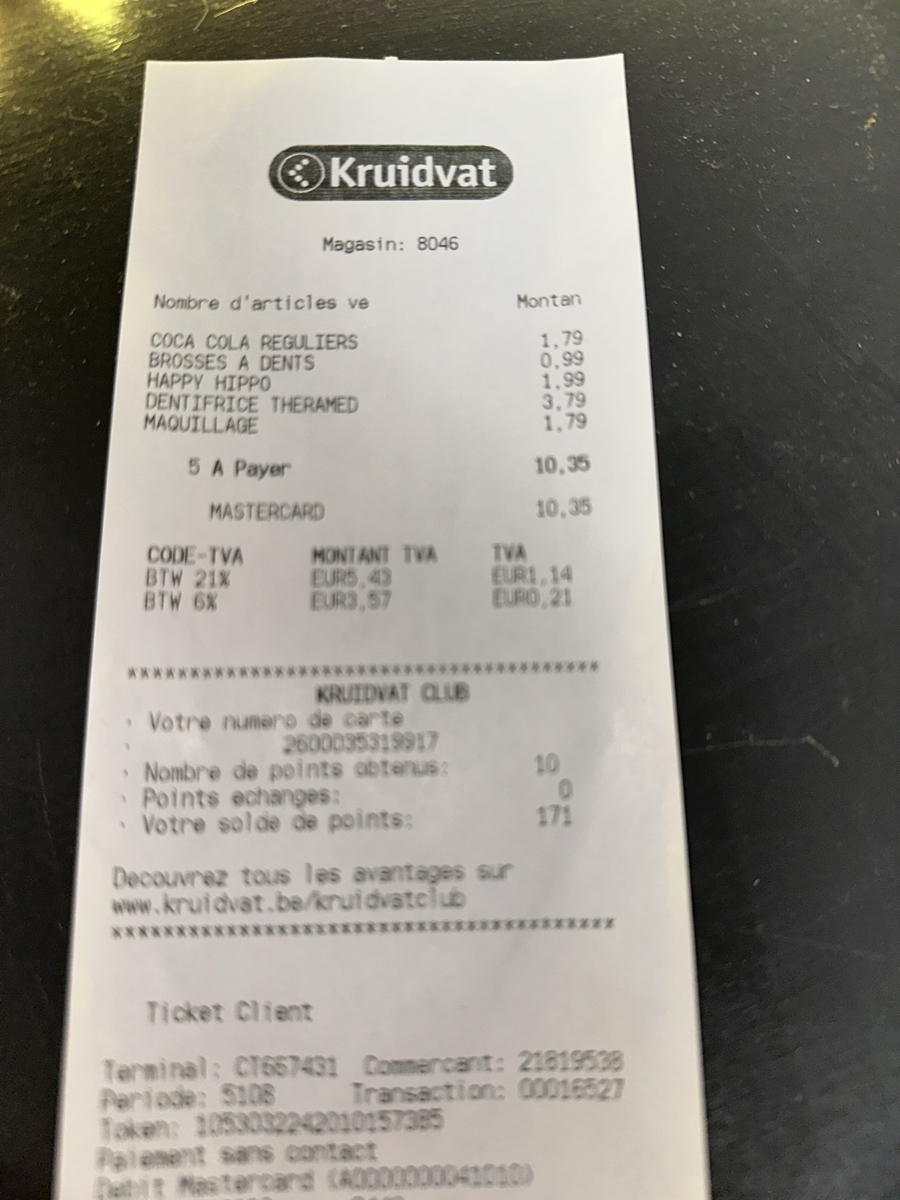 Kruidvat
Magasin: 8046
Nombre d'articles ve Montan
COCA COLA REGULIERS 1,79
BROSSES A DENTS 0,99
HAPPY HIPPO 1,99
DENTIFRICE THERAMED 3,79
MAQUILLAGE 1,79
5 A Payer 10,35
MASTERCARD 10,35
CODE-TVA MONTANT TVA TVA
BTW 21% EUR5,43 EUR1,14
BTW 6% EUR3,57 EUR0,21
****************************************
KRUIDVAT CLUB
· Votre numero de carte
· 2600035319917
· Nombre de points obtenus: 10
· Points echanges: 0
· Votre solde de points: 171
Decouvrez tous les avantages sur
www.kruidvat.be/kruidvatclub
****************************************
Ticket Client
Terminal: CT667431 Commercant: 21819538
Periode: 5108 Transaction: 00016527
Token: 1053032242010157385
Paiement sans contact
Debit Mastercard (A0000000041010)